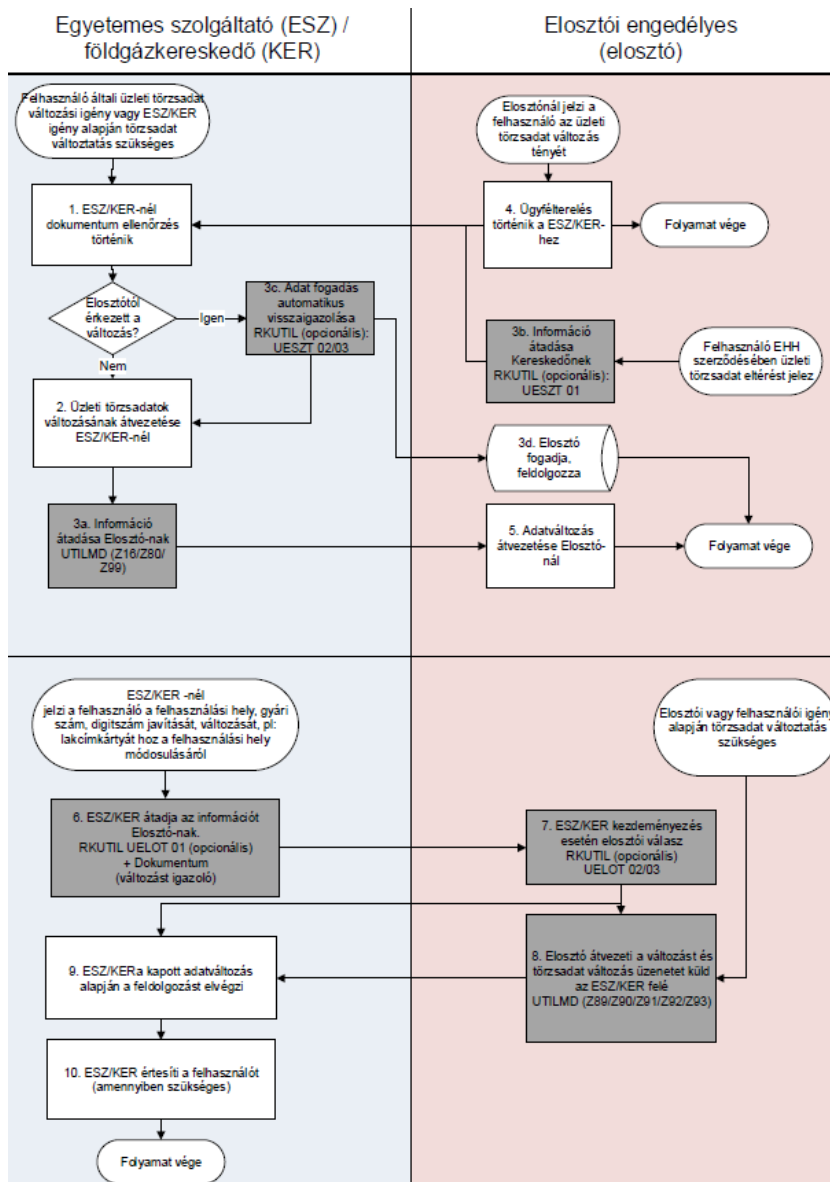 Egyetemes szolgáltató (ESZ) /
földgázkereskedő (KER)
Elosztói engedélyes
(elosztó)
Felhasználó általi üzleti törzsadat
változási igény vagy ESZ/KER
igény alapján törzsadat
változtatás szükséges
Elosztónál jelzi a
felhasználó az üzleti
törzsadat változás
tényét
1. ESZ/KER-nél
dokumentum ellenőrzés
történik
4. Ügyfélterelés
történik a ESZ/KER-
hez
Folyamat vége
Elosztótól
érkezett a
változás?
Igen
Nem
3c. Adat fogadás
automatikus
visszaigazolása
RKUTIL (opcionális):
UESZT 02/03
3b. Információ
átadása
Kereskedőnek
RKUTIL (opcionális):
UESZT 01
Felhasználó EHH
szerződésében üzleti
törzsadat eltérést jelez
2. Üzleti törzsadatok
változásának átvezetése
ESZ/KER-nél
3d. Elosztó
fogadja,
feldolgozza
3a. Információ
átadása Elosztó-nak
UTILMD (Z16/Z80/
Z99)
5. Adatváltozás
átvezetése Elosztó-
nál
Folyamat vége
ESZ/KER -nél
jelzi a felhasználó a felhasználási hely, gyári
szám, digitszám javítását, változását, pl:
lakcímkártyát hoz a felhasználási hely
módosulásáról
Elosztói vagy felhasználói igény
alapján törzsadat változtatás
szükséges
6. ESZ/KER átadja az információt
Elosztó-nak.
RKUTIL UELOT 01 (opcionális)
+ Dokumentum
(változást igazoló)
7. ESZ/KER kezdeményezés
esetén elosztói válasz
RKUTIL (opcionális)
UELOT 02/03
9. ESZ/KERa kapott adatváltozás
alapján a feldolgozást elvégzi
8. Elosztó átvezeti a változást és
törzsadat változás üzenetet küld
az ESZ/KER felé
UTILMD (Z89/Z90/Z91/Z92/Z93)
10. ESZ/KER értesíti a felhasználót
(amennyiben szükséges)
Folyamat vége